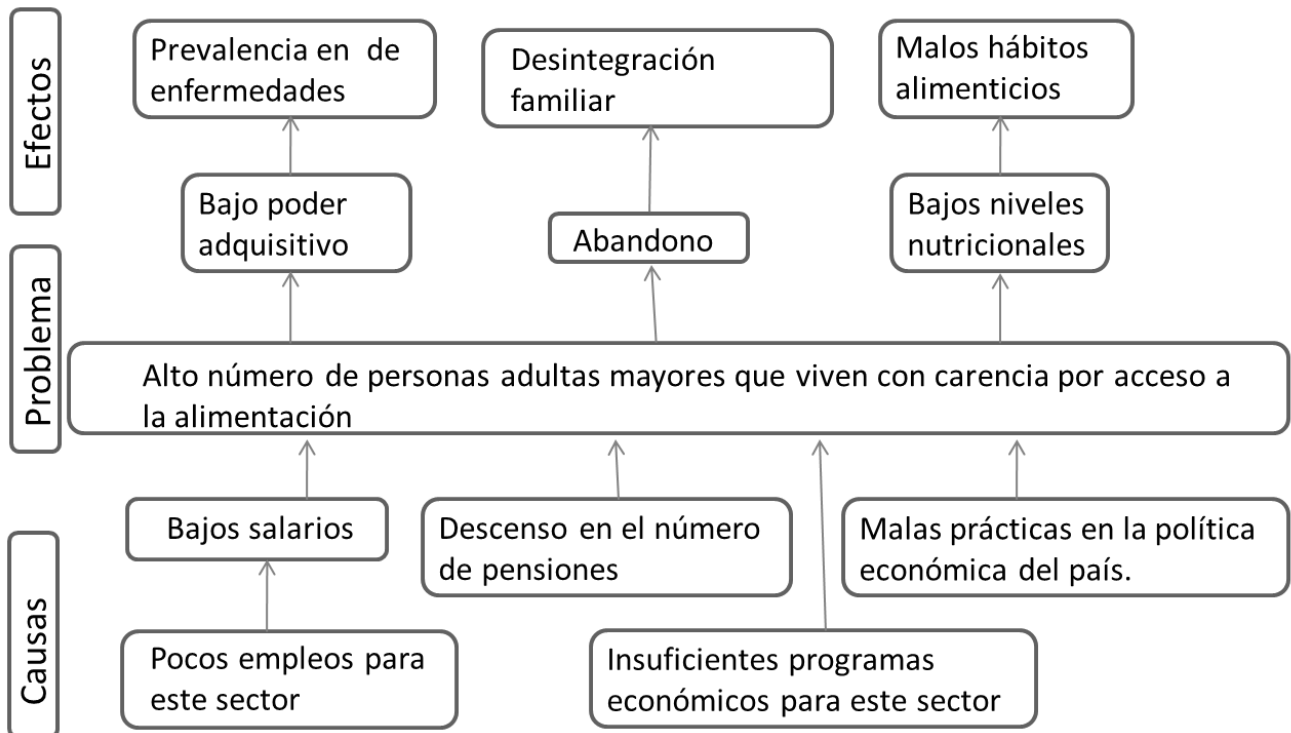 Efectos
Prevalencia en de
enfermedades
Desintegración
familiar
Malos hábitos
alimenticios
Bajo poder
adquisitivo
Abandono
Bajos niveles
nutricionales
Problema
Alto número de personas adultas mayores que viven con carencia por acceso a
la alimentación
Causas
Bajos salarios
Descenso en el número
de pensiones
Malas prácticas en la política
económica del país.
Pocos empleos para
este sector
Insuficientes programas
económicos para este sector